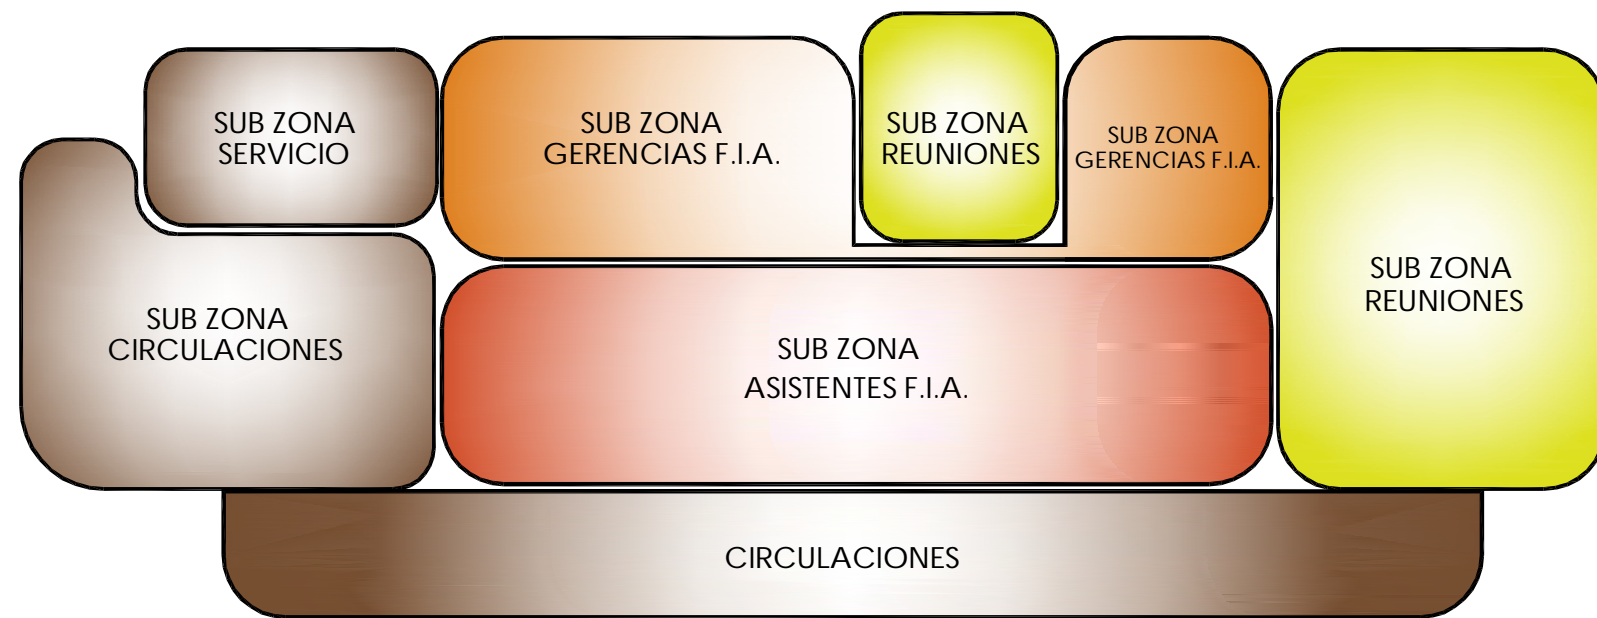 SUB ZONA
SERVICIO
SUB ZONA
GERENCIAS F.I.A.
SUB ZONA
REUNIONES
SUB ZONA
GERENCIAS F.I.A.
SUB ZONA
REUNIONES
SUB ZONA
CIRCULACIONES
SUB ZONA
ASISTENTES F.I.A.
CIRCULACIONES